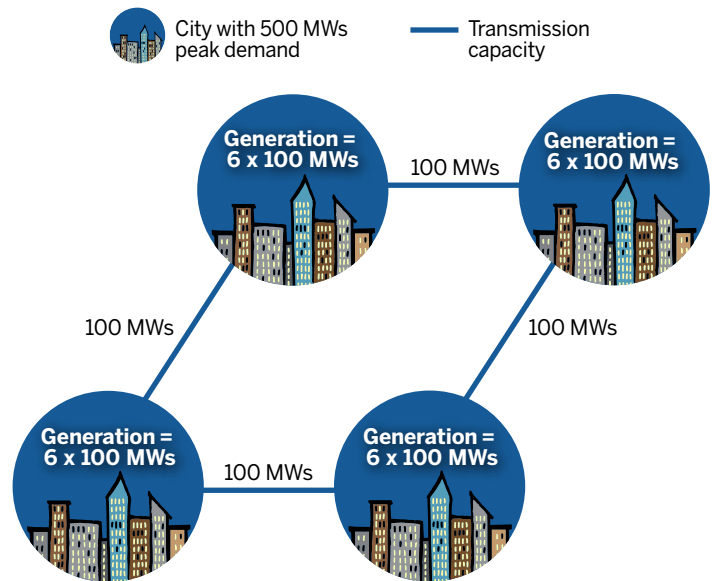 City with 500 MWs
peak demand
Transmission
capacity
Generation =
6 x 100 MWs
100 MWs
Generation =
6 x 100 MWs
100 MWs
100 MWs
Generation =
6 x 100 MWs
100 MWs
Generation =
6 x 100 MWs